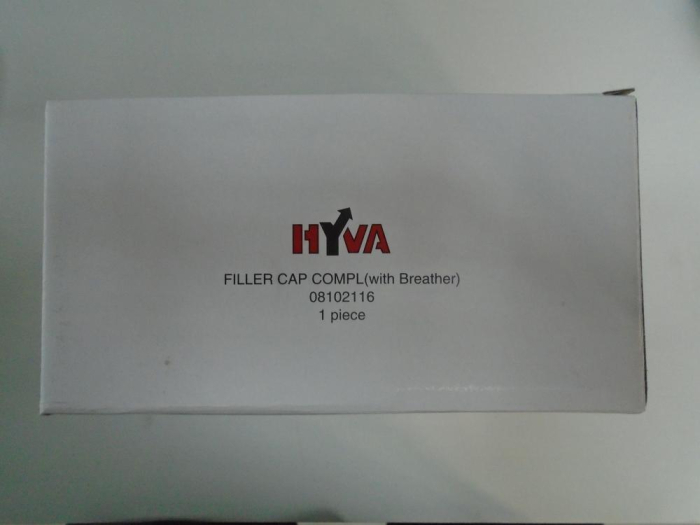 HYVA
FILLER CAP COMPL(with Breather)
08102116
1 piece